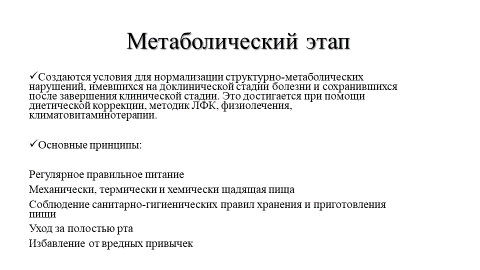 Метаболический этап
✓Создаются условия для нормализации структурно-метаболических
нарушений, имевшихся на доклинической стадии болезни и сохранившихся
после завершения клинической стадии. Это достигается при помощи
диетической коррекции, методик ЛФК, физиолечения,
климатовитаминотерапии.
✓Основные принципы:
Регулярное правильное питание
Механически, термически и хемически щадящая пища
Соблюдение санитарно-гигиенических правил хранения и приготовления
пищи
Уход за полостью рта
Избавление от вредных привычек